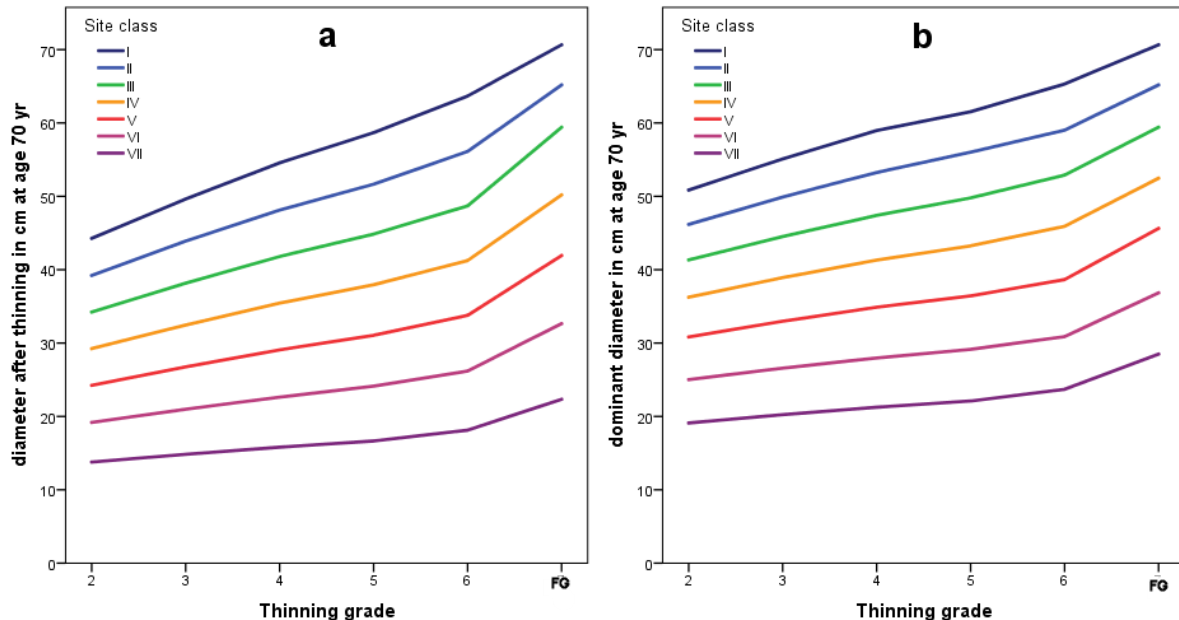 a
Site class
I
II
III
IV
V
VI
VII
70
60
50
40
30
20
10
0
diameter after thinning in cm at age 70 yr
2 3 4 5 6 FG
Thinning grade
b
Site class
I
II
III
IV
V
VI
VII
70
60
50
40
30
20
10
0
dominant diameter in cm at age 70 yr
2 3 4 5 6 FG
Thinning grade